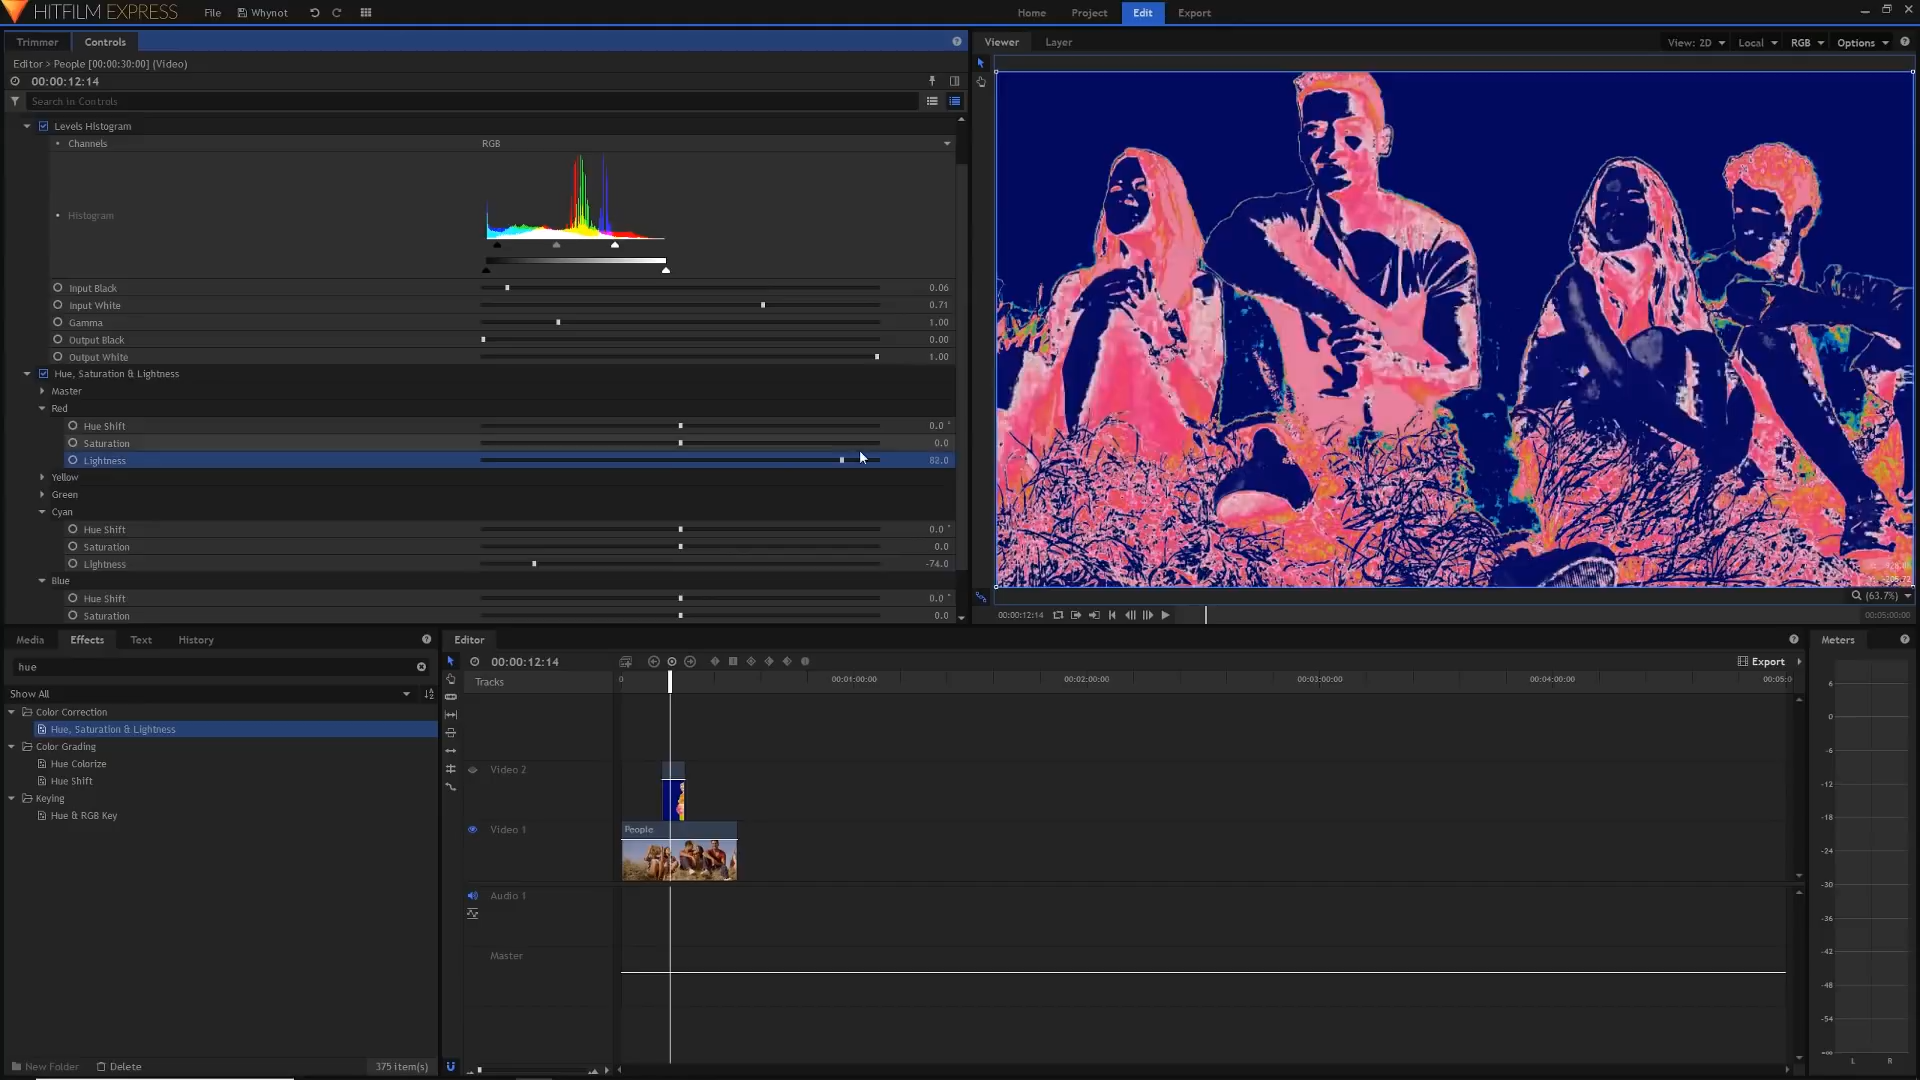 HITFILM EXPRESS
File
Whynot
Home
Project
Edit
Export
Trimmer
Controls
Editor > People [00:00:30:00] (Video)
00:00:12:14
Search in Controls
Levels Histogram
Channels
RGB
Histogram
Input Black
0.06
Input White
0.71
Gamma
1.00
Output Black
0.00
Output White
1.00
Hue, Saturation & Lightness
Master
Red
Hue Shift
0.0 °
Saturation
0.0
Lightness
82.0
Yellow
Green
Cyan
Hue Shift
0.0 °
Saturation
0.0
Lightness
-74.0
Blue
Hue Shift
0.0 °
Saturation
0.0
Viewer
Layer
View: 2D
Local
RGB
Options
(63.7%)
00:00:12:14
00:05:00:00
Media
Effects
Text
History
hue
Show All
Color Correction
Hue, Saturation & Lightness
Color Grading
Hue Colorize
Hue Shift
Keying
Hue & RGB Key
New Folder
Delete
375 item(s)
Editor
00:00:12:14
Export
Tracks
0
00:01:00:00
00:02:00:00
00:03:00:00
00:04:00:00
00:05:0
Video 2
Video 1
People
Audio 1
Master
Meters
6
0
-6
-12
-18
-24
-30
-36
-42
-48
-54
-∞
L
R